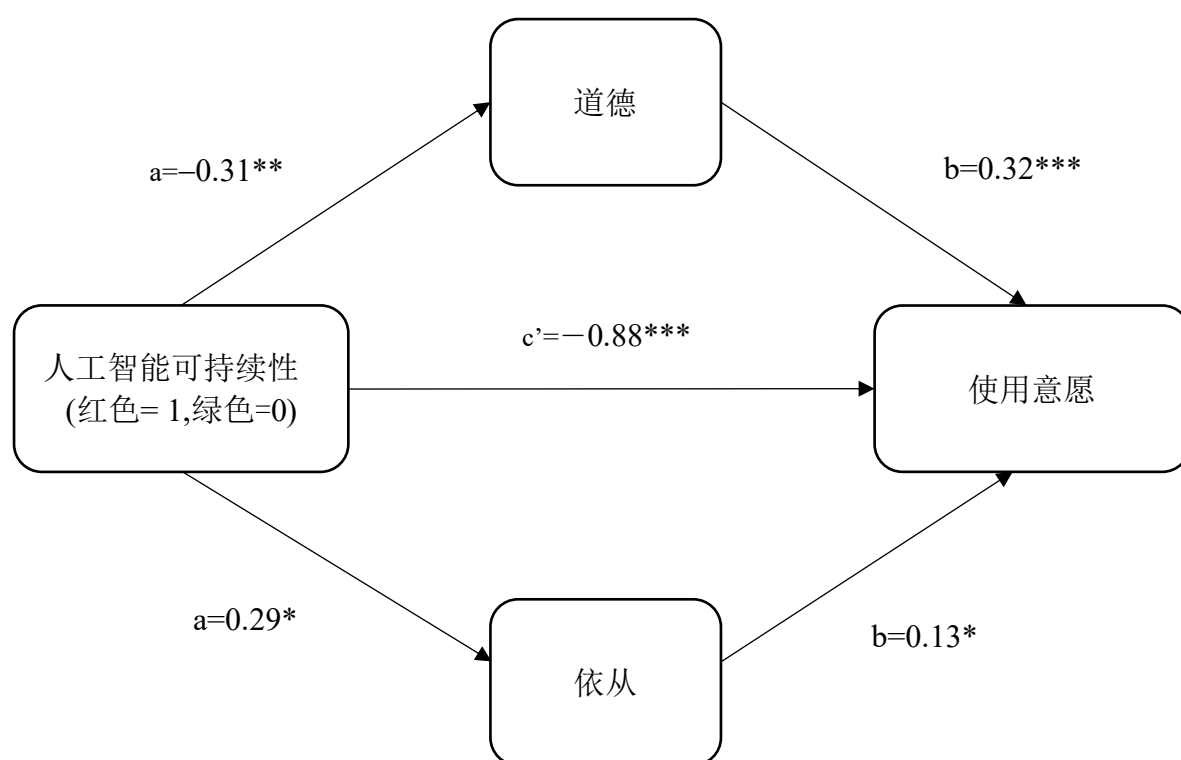 道德
a=–0.31**
b=0.32***
c’=－0.88***
人工智能可持续性
(红色= 1,绿色=0)
使用意愿
a=0.29*
b=0.13*
依从